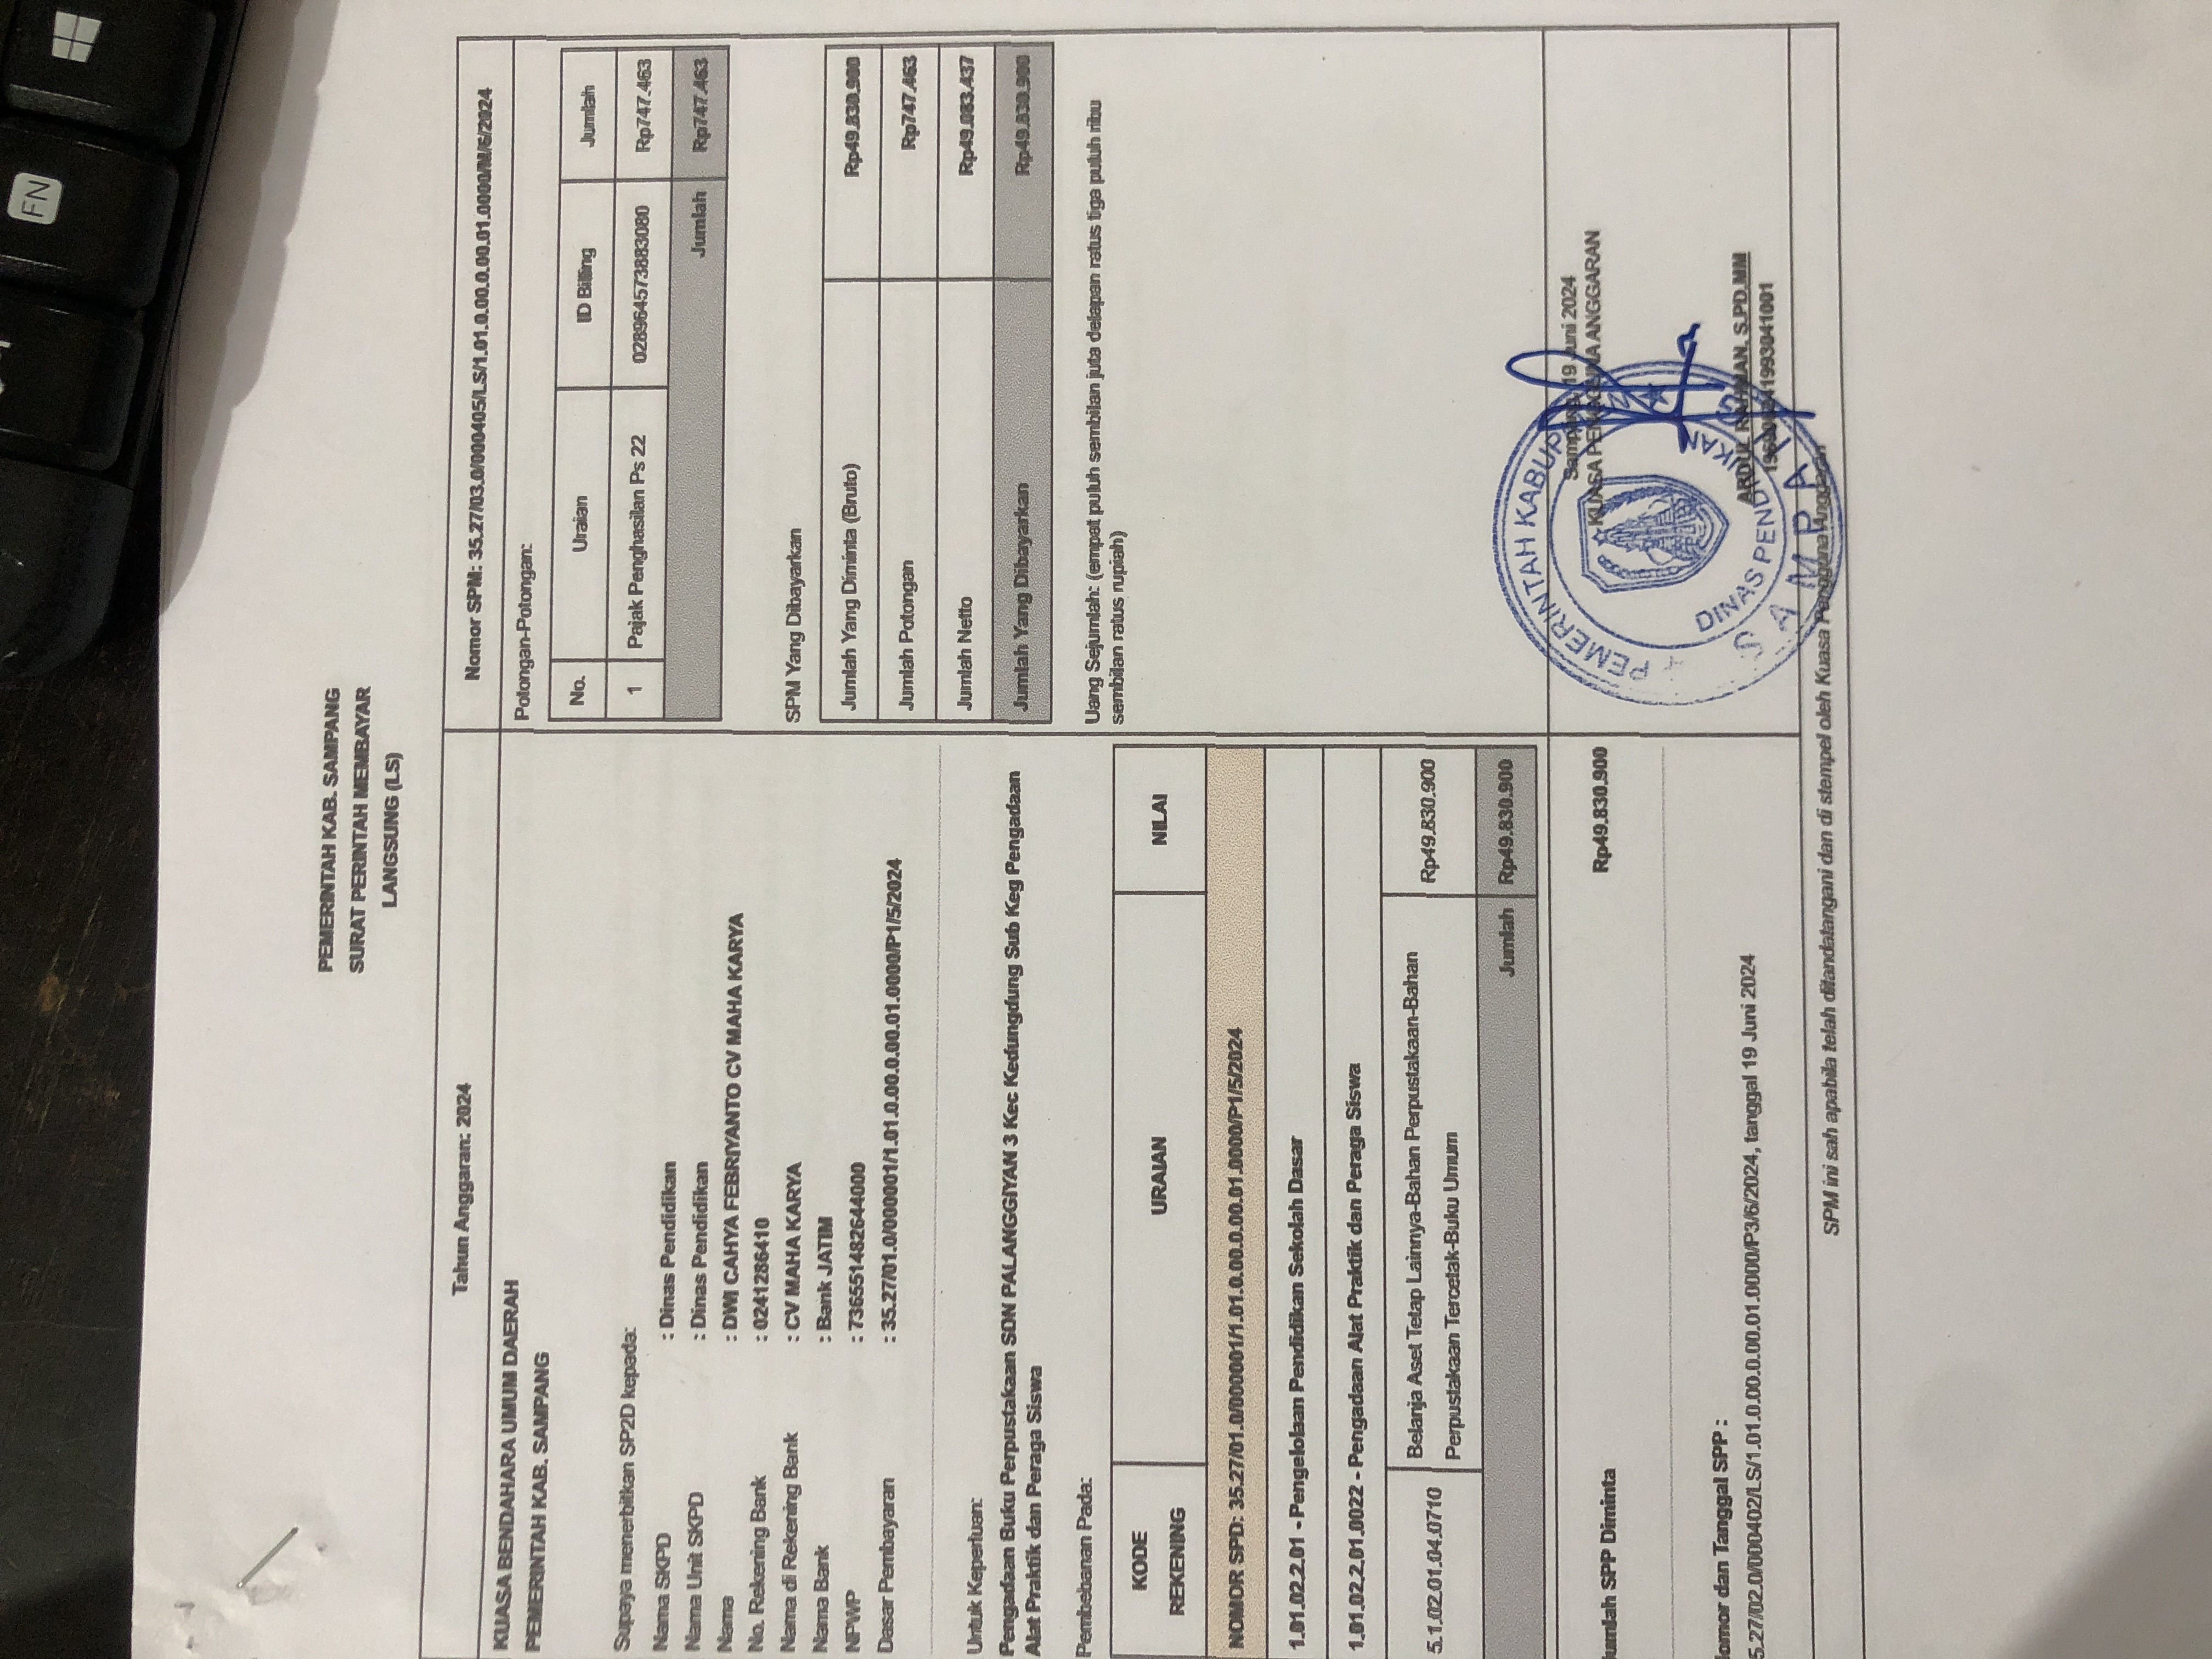 FN
PEMERINTAH KAB. SAMPANG
SURAT PERINTAH MEMBAYAR
LANGSUNG (LS)
Tahun Anggaran: 2024
Nomor SPM: 35.27/03.0/000405/LS/1.01.0.00.0.00.01.0000/M/6/2024
KUASA BENDAHARA UMUM DAERAH
PEMERINTAH KAB. SAMPANG
Supaya menerbitkan SP2D kepada:
Nama SKPD : Dinas Pendidikan
Nama Unit SKPD : Dinas Pendidikan
Nama : DWI CAHYA FEBRIYANTO CV MAHA KARYA
No. Rekening Bank : 0241286410
Nama di Rekening Bank : CV MAHA KARYA
Nama Bank : Bank JATIM
NPWP : 736551482644000
Dasar Pembayaran : 35.27/01.0/000001/1.01.0.00.0.00.01.0000/P1/5/2024
Untuk Keperluan:
Pengadaan Buku Perpustakaan SDN PALANGGIYAN 3 Kec Kedungdung Sub Keg Pengadaan
Alat Praktik dan Peraga Siswa
Pembebanan Pada:
KODE REKENING URAIAN NILAI
NOMOR SPD: 35.27/01.0/000001/1.01.0.00.0.00.01.0000/P1/5/2024
1.01.02.2.01 - Pengelolaan Pendidikan Sekolah Dasar
1.01.02.2.01.0022 - Pengadaan Alat Praktik dan Peraga Siswa
5.1.02.01.04.0710 Belanja Aset Tetap Lainnya-Bahan Perpustakaan-Bahan
Perpustakaan Tercetak-Buku Umum Rp49.830.900
Jumlah Rp49.830.900
Potongan-Potongan:
No. Uraian ID Billing Jumlah
1 Pajak Penghasilan Ps 22 028964573883080 Rp747.463
Jumlah Rp747.463
SPM Yang Dibayarkan
Jumlah Yang Diminta (Bruto) Rp49.830.900
Jumlah Potongan Rp747.463
Jumlah Netto Rp49.083.437
Jumlah Yang Dibayarkan Rp49.830.900
Uang Sejumlah: (empat puluh sembilan juta delapan ratus tiga puluh ribu
sembilan ratus rupiah)
umlah SPP Diminta Rp49.830.900
omor dan Tanggal SPP :
5.27/02.0/000402/LS/1.01.0.00.0.00.01.0000/P3/6/2024, tanggal 19 Juni 2024
Sampang, 19 Juni 2024
KUASA PENGGUNA ANGGARAN
PEMERINTAH KABUPATEN
DINAS PENDIDIKAN
SAMPANG
ABDUL RAHMAN, S.PD.MM
SPM ini sah apabila telah ditandatangani dan di stempel oleh Kuasa Pengguna Anggaran